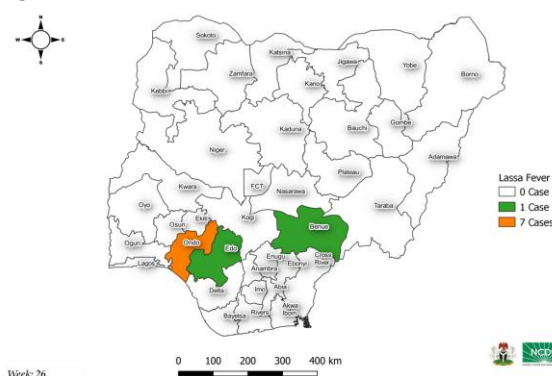 N
W E
S
Sokoto
Katsina
Jigawa
Yobe
Borno
Zamfara
Kano
Kebbi
Kaduna
Bauchi
Gombe
Adamawa
Niger
Plateau
Kwara
FCT
Nasarawa
Taraba
Oyo
Ekiti
Kogi
Benue
Osun
Ondo
Edo
Ogun
Lagos
Enugu
Ebonyi
Cross
River
Anambra
Delta
Imo
Abia
Bayelsa
Rivers
Akwa
Ibom
Lassa Fever
0 Case
1 Case
7 Cases
Week: 26
0 100 200 300 400 km
NCD